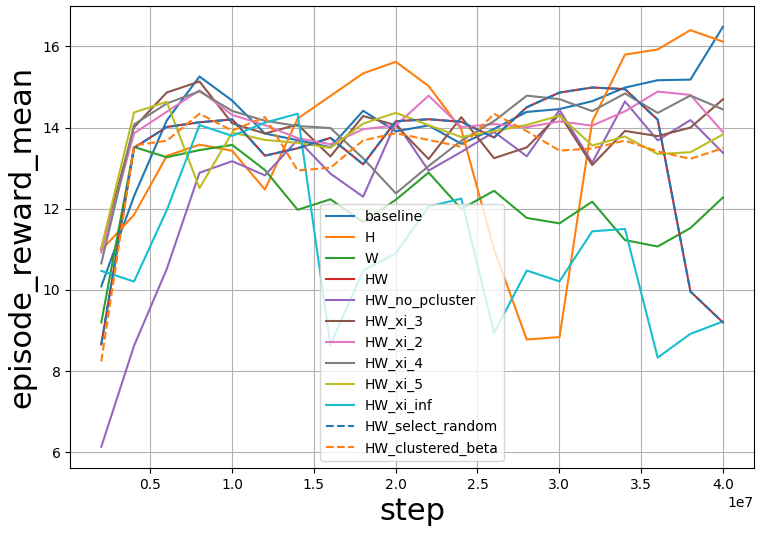 episode_reward_mean
16
14
12
10
8
6
baseline
H
W
HW
HW_no_pcluster
HW_xi_3
HW_xi_2
HW_xi_4
HW_xi_5
HW_xi_inf
HW_select_random
HW_clustered_beta
0.5 1.0 1.5 2.0 2.5 3.0 3.5 4.0
1e7
step